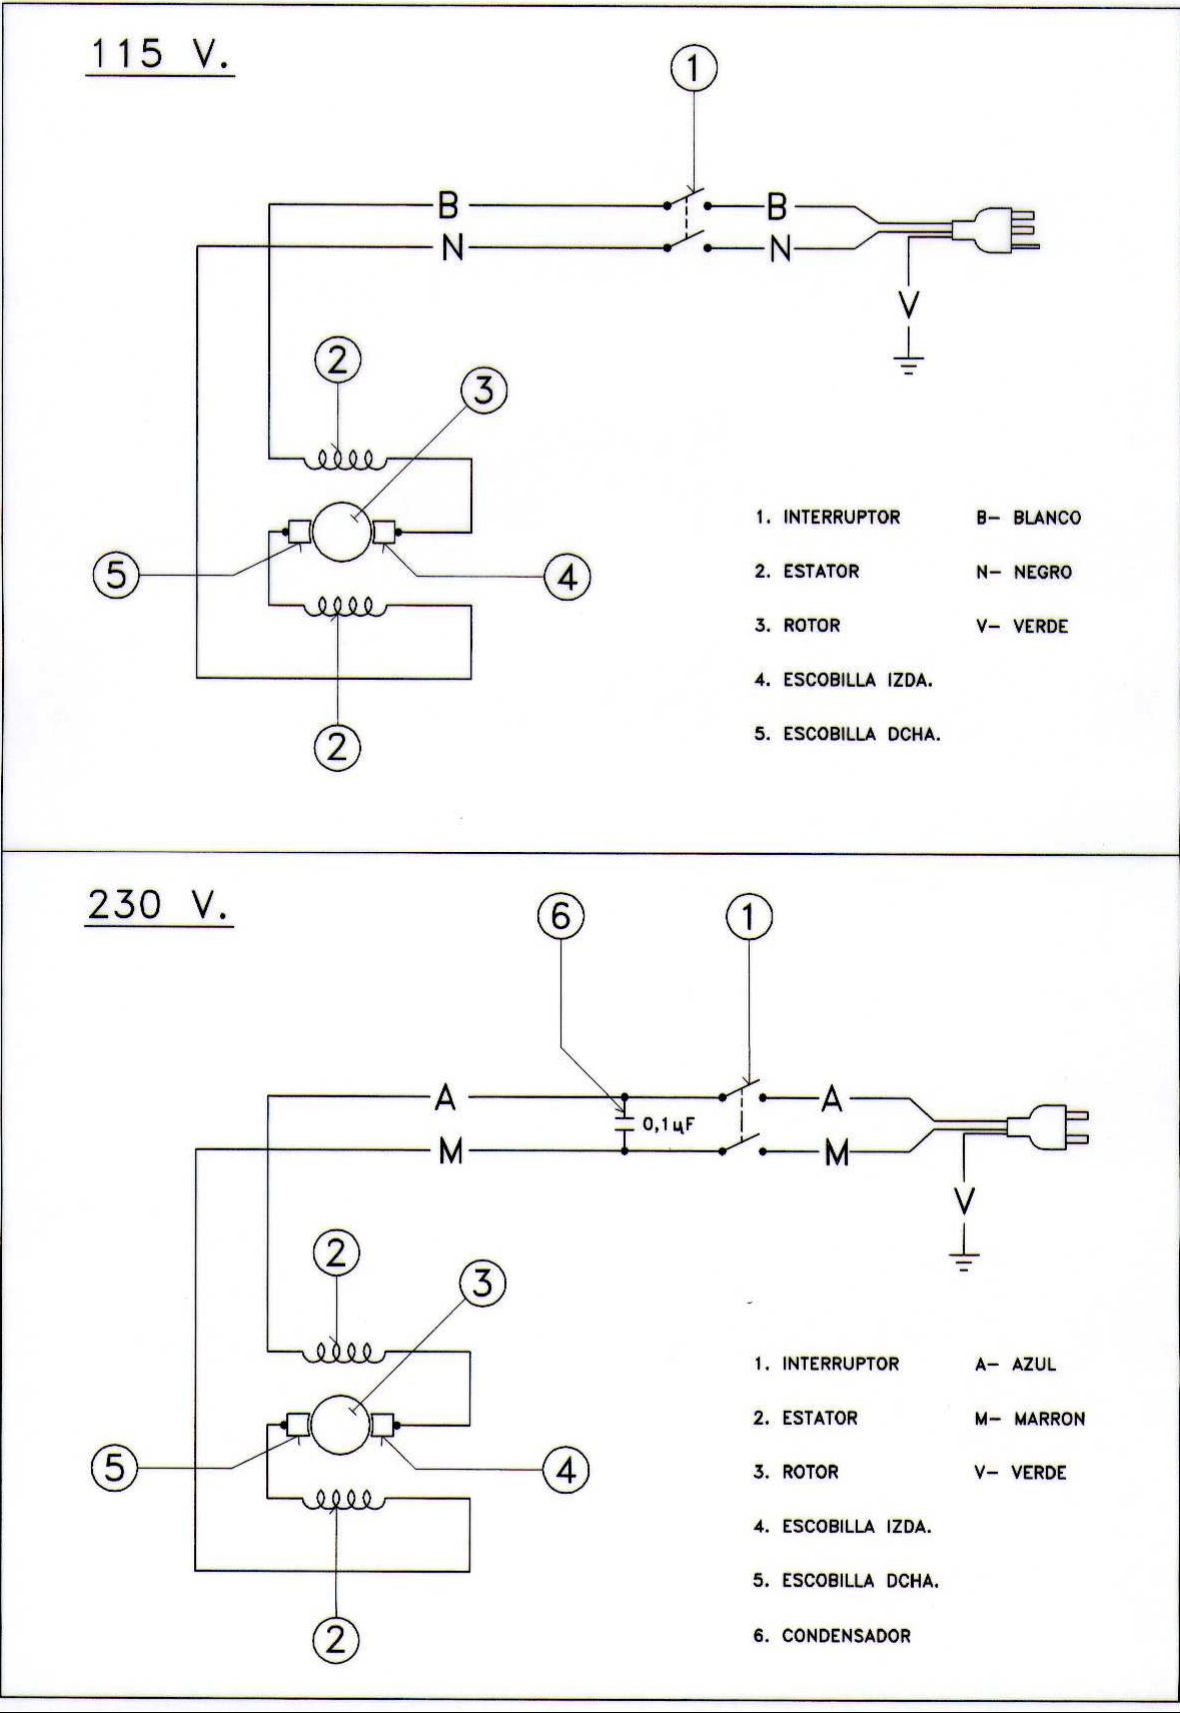 115 V.
1
B
B
N
N
V
2
3
5
4
2
1. INTERRUPTOR B- BLANCO
2. ESTATOR N- NEGRO
3. ROTOR V- VERDE
4. ESCOBILLA IZDA.
5. ESCOBILLA DCHA.
230 V.
6
1
A
A
0,1µF
M
M
V
2
3
5
4
2
1. INTERRUPTOR A- AZUL
2. ESTATOR M- MARRON
3. ROTOR V- VERDE
4. ESCOBILLA IZDA.
5. ESCOBILLA DCHA.
6. CONDENSADOR